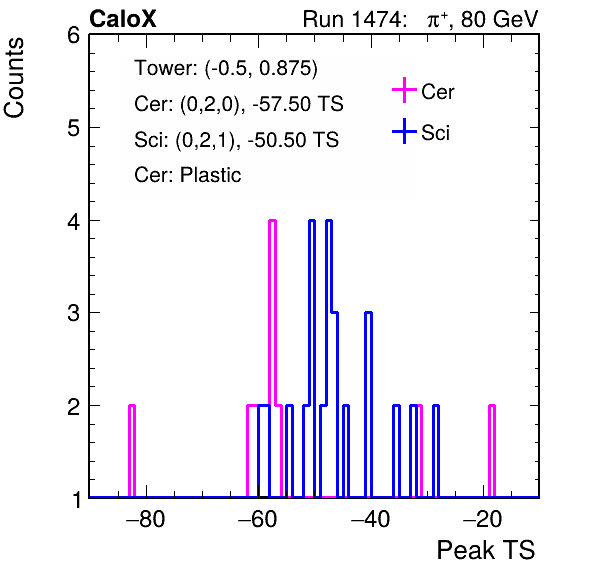 CaloX Run 1474: π⁺, 80 GeV
Counts
Tower: (-0.5, 0.875)
Cer: (0,2,0), -57.50 TS
Sci: (0,2,1), -50.50 TS
Cer: Plastic
Cer
Sci
6
5
4
3
2
1
−80 −60 −40 −20
Peak TS